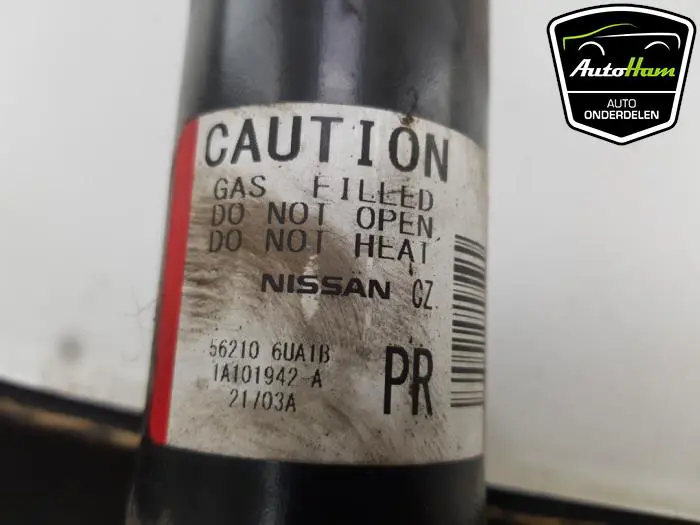 AutoHam
AUTO
ONDERDELEN
CAUTION
GAS FILLED
DO NOT OPEN
DO NOT HEAT
NISSAN CZ
56210 6UA1B
1A101942-A
21/03A
PR